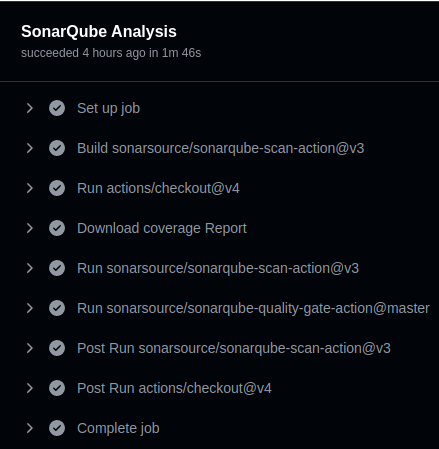 SonarQube Analysis
succeeded 4 hours ago in 1m 46s
Set up job
Build sonarsource/sonarqube-scan-action@v3
Run actions/checkout@v4
Download coverage Report
Run sonarsource/sonarqube-scan-action@v3
Run sonarsource/sonarqube-quality-gate-action@master
Post Run sonarsource/sonarqube-scan-action@v3
Post Run actions/checkout@v4
Complete job